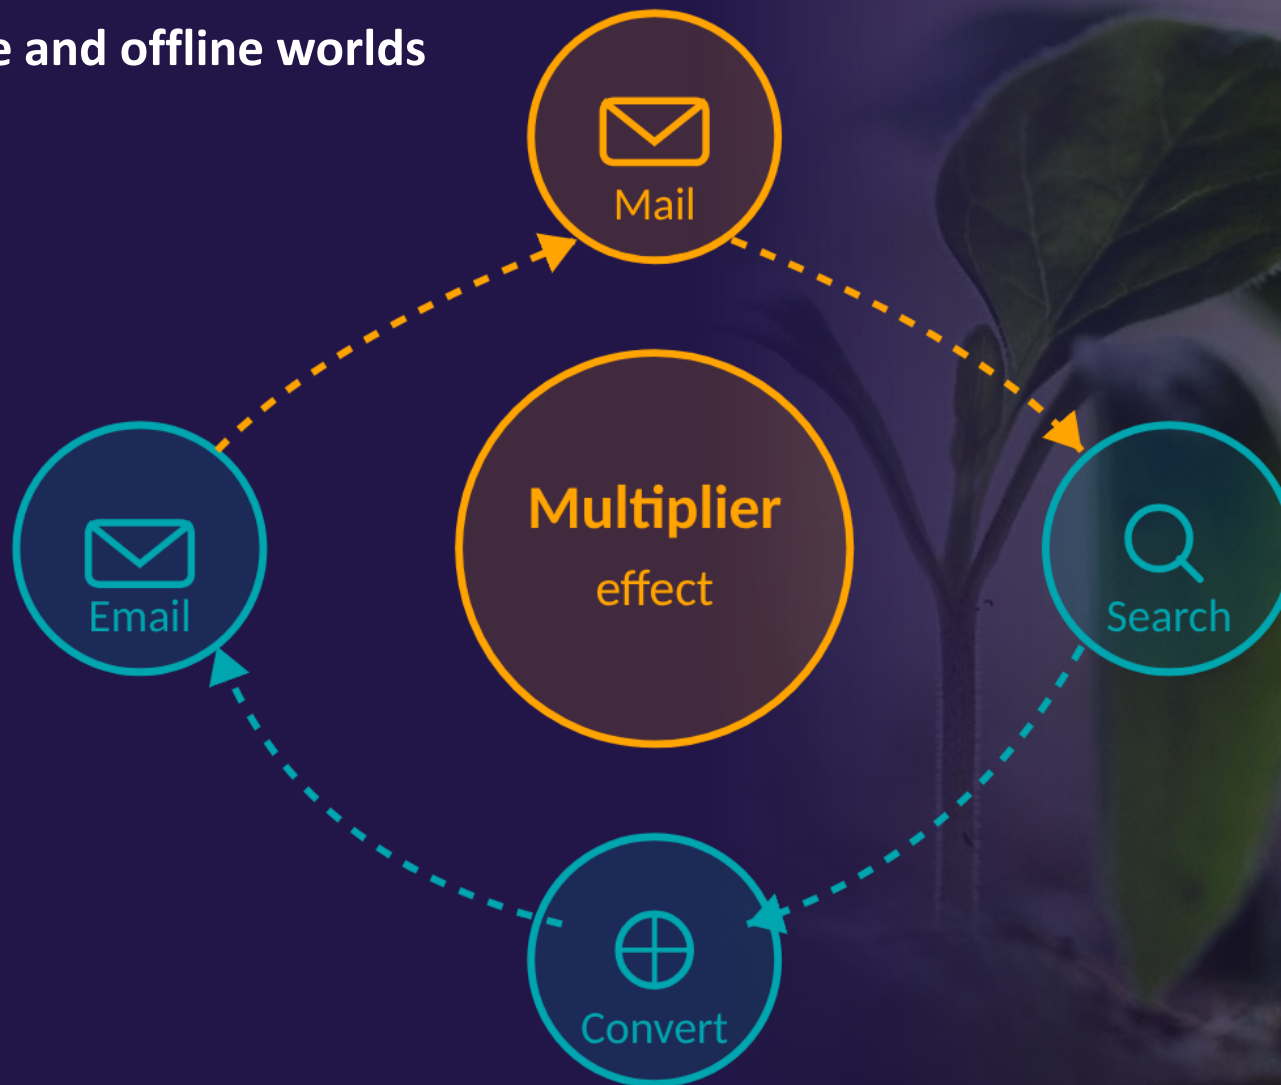 e and offline worlds
Mail
Multiplier
effect
Email
Search
Convert